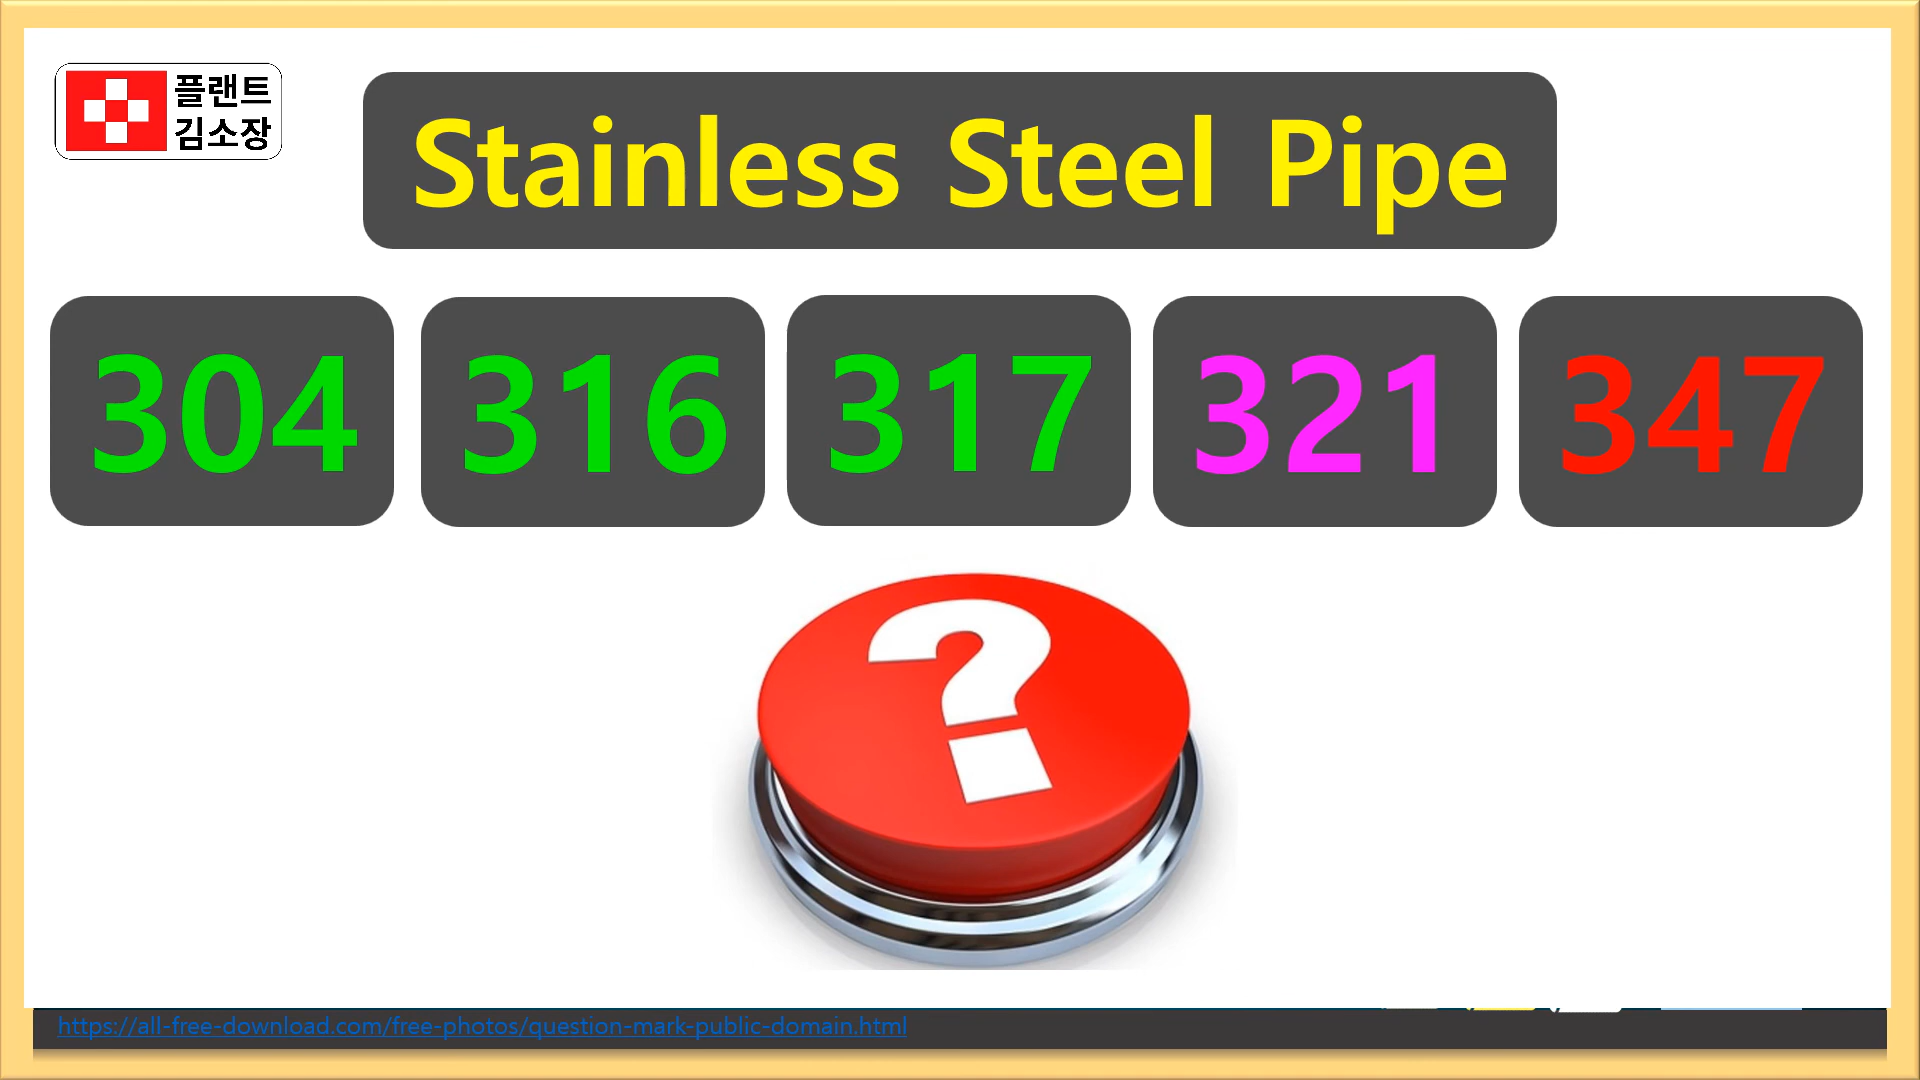 플랜트
김소장
Stainless Steel Pipe
304 316 317 321 347
?
https://all-free-download.com/free-photos/question-mark-public-domain.html